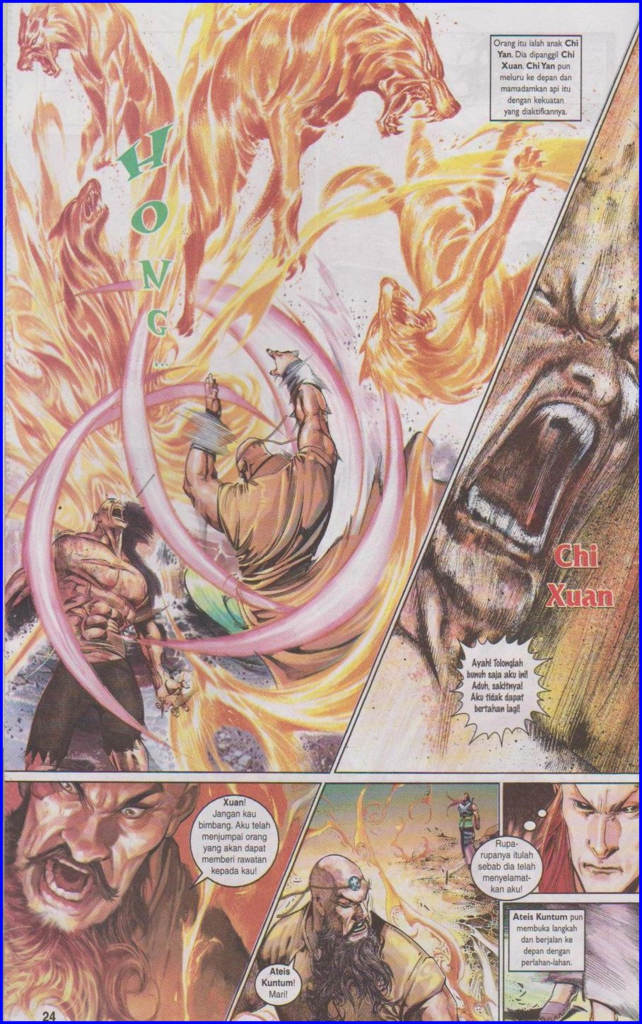 Orang itu ialah anak Chi
Yan. Dia dipanggil Chi
Xuan. Chi Yan pun
meluru ke depan dan
mamadamkan api itu
dengan kekuatan
yang diaktifkannya.
HONG...
Chi
Xuan
Ayah! Tolonglah
bunuh saja aku ini!
Aduh, sakitnya!
Aku tidak dapat
bertahan lagi!
Xuan!
Jangan kau
bimbang. Aku telah
menjumpai orang
yang akan dapat
memberi rawatan
kepada kau!
Ateis
Kuntum!
Mari!
Rupa-
rupanya itulah
sebab dia telah
menyelamat-
kan aku!
Ateis Kuntum pun
membuka langkah
dan berjalan ke
depan dengan
perlahan-lahan.
24